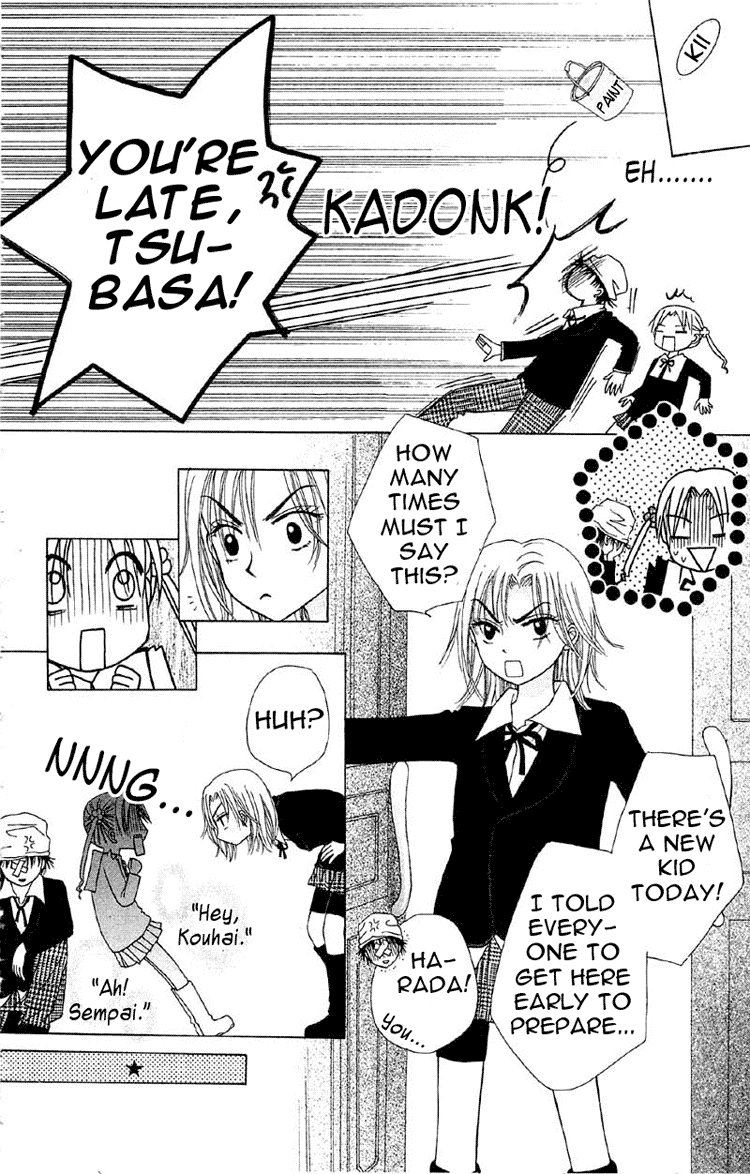 KII
PAINT
EH.......
YOU'RE
LATE,
TSU-
BASA!
KADONK!
HOW
MANY
TIMES
MUST I
SAY
THIS?
THERE'S
A NEW
KID
TODAY!
I TOLD
EVERY-
ONE TO
GET HERE
EARLY TO
PREPARE...
HA-
RADA!
You...
HUH?
NNNG...
"Hey,
Kouhai."
"Ah!
Sempai."